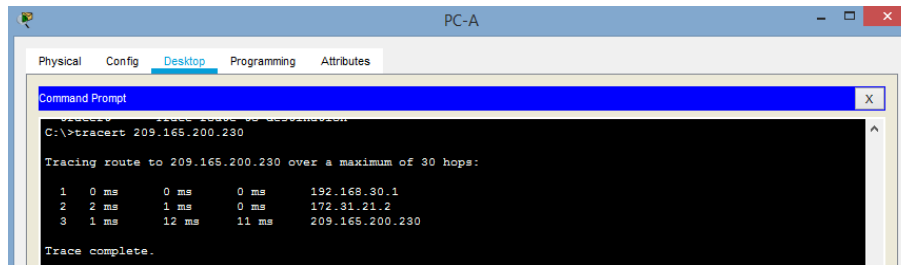 PC-A
Physical Config Desktop Programming Attributes
Command Prompt
X
C:\>tracert 209.165.200.230
Tracing route to 209.165.200.230 over a maximum of 30 hops:
1 0 ms 0 ms 0 ms 192.168.30.1
2 2 ms 1 ms 0 ms 172.31.21.2
3 1 ms 12 ms 11 ms 209.165.200.230
Trace complete.